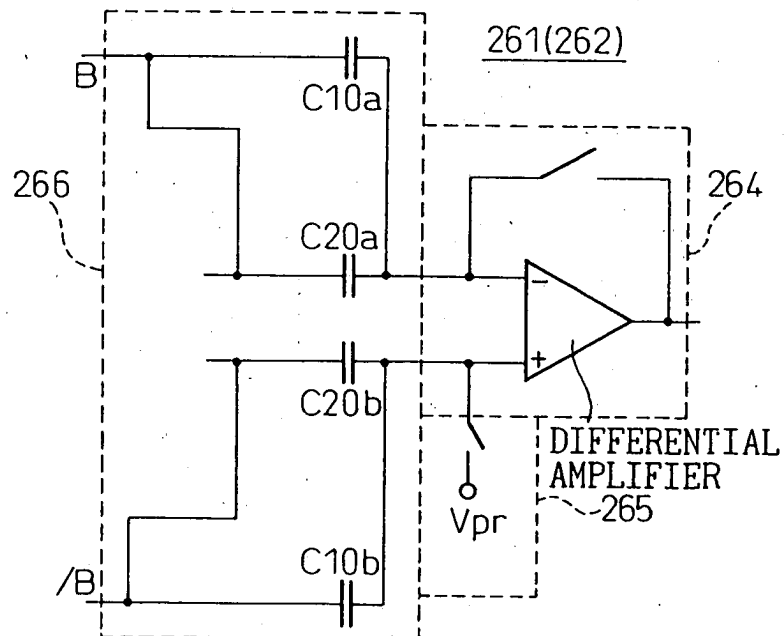 261(262)
B
C10a
266
264
C20a
−
+
C20b
DIFFERENTIAL
AMPLIFIER
Vpr
265
/B
C10b